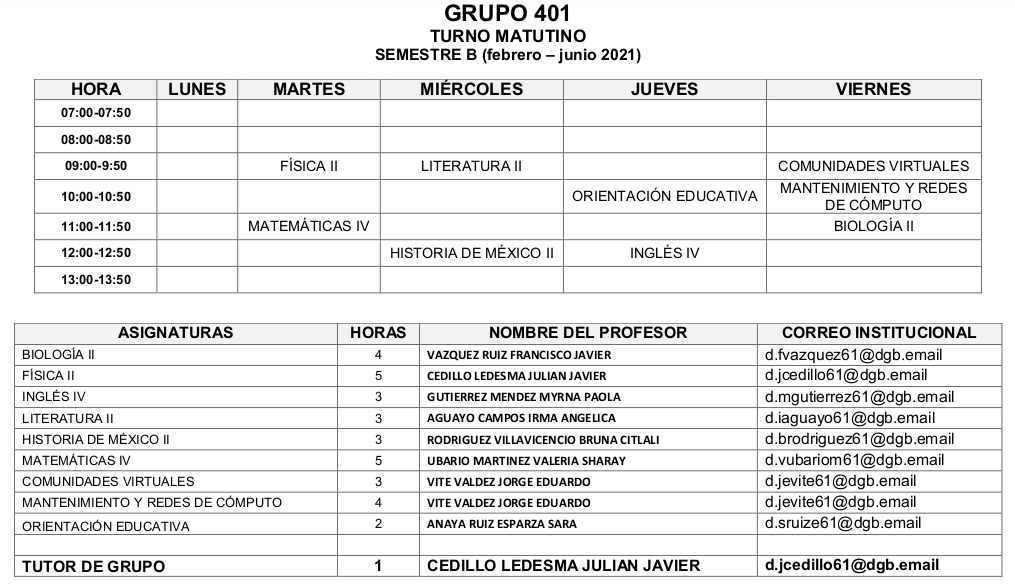 GRUPO 401
TURNO MATUTINO
SEMESTRE B (febrero – junio 2021)
HORA LUNES MARTES MIÉRCOLES JUEVES VIERNES
07:00-07:50
08:00-08:50
09:00-9:50 FÍSICA II LITERATURA II COMUNIDADES VIRTUALES
10:00-10:50 ORIENTACIÓN EDUCATIVA MANTENIMIENTO Y REDES
DE CÓMPUTO
11:00-11:50 MATEMÁTICAS IV BIOLOGÍA II
12:00-12:50 HISTORIA DE MÉXICO II INGLÉS IV
13:00-13:50
ASIGNATURAS HORAS NOMBRE DEL PROFESOR CORREO INSTITUCIONAL
BIOLOGÍA II 4 VAZQUEZ RUIZ FRANCISCO JAVIER d.fvazquez61@dgb.email
FÍSICA II 5 CEDILLO LEDESMA JULIAN JAVIER d.jcedillo61@dgb.email
INGLÉS IV 3 GUTIERREZ MENDEZ MYRNA PAOLA d.mgutierrez61@dgb.email
LITERATURA II 3 AGUAYO CAMPOS IRMA ANGELICA d.iaguayo61@dgb.email
HISTORIA DE MÉXICO II 3 RODRIGUEZ VILLAVICENCIO BRUNA CITLALI d.brodriguez61@dgb.email
MATEMÁTICAS IV 5 UBARIO MARTINEZ VALERIA SHARAY d.vubariom61@dgb.email
COMUNIDADES VIRTUALES 3 VITE VALDEZ JORGE EDUARDO d.jevite61@dgb.email
MANTENIMIENTO Y REDES DE CÓMPUTO 4 VITE VALDEZ JORGE EDUARDO d.jevite61@dgb.email
ORIENTACIÓN EDUCATIVA 2 ANAYA RUIZ ESPARZA SARA d.sruize61@dgb.email
TUTOR DE GRUPO 1 CEDILLO LEDESMA JULIAN JAVIER d.jcedillo61@dgb.email